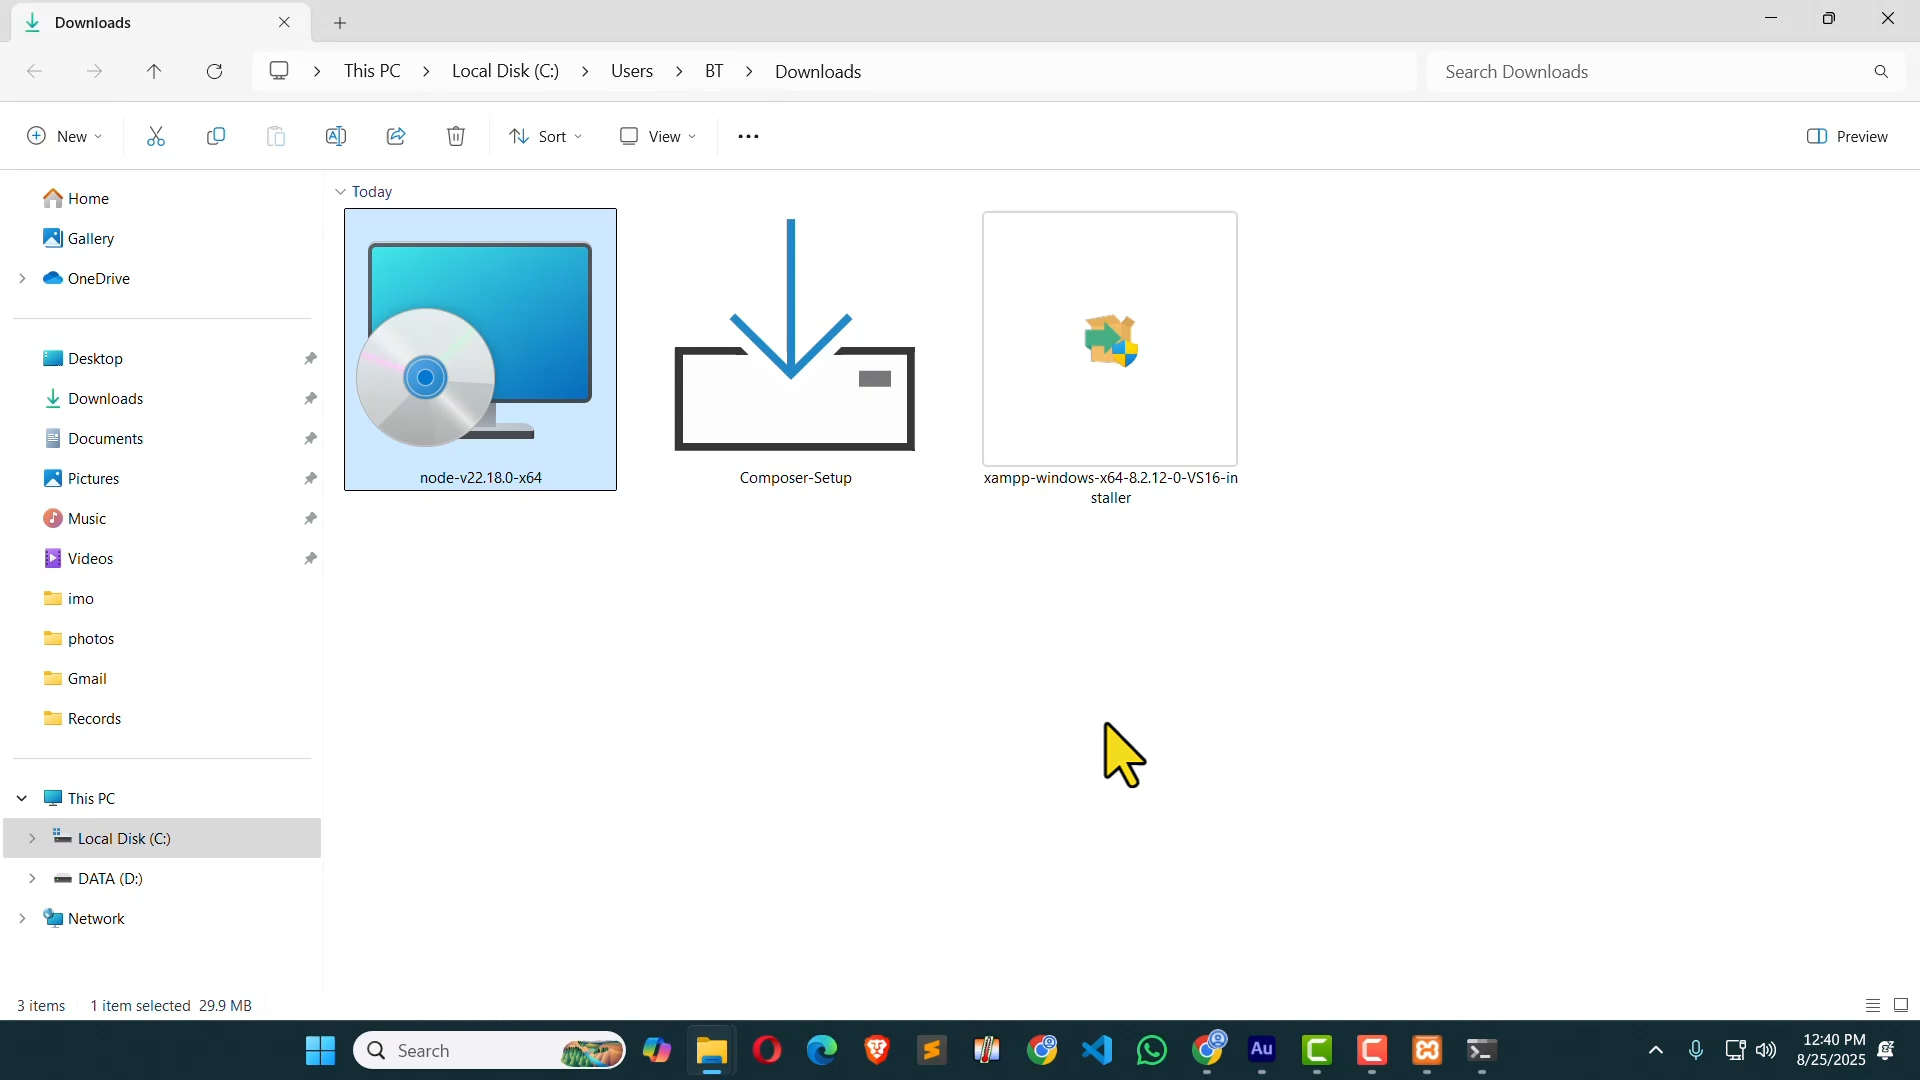 Downloads
This PC
Local Disk (C:)
Users
BT
Downloads
Search Downloads
New
Sort
View
Preview
Home
Gallery
OneDrive
Desktop
Downloads
Documents
Pictures
Music
Videos
imo
photos
Gmail
Records
This PC
Local Disk (C:)
DATA (D:)
Network
Today
node-v22.18.0-x64
Composer-Setup
xampp-windows-x64-8.2.12-0-VS16-in
staller
3 items 1 item selected 29.9 MB
Search
Au
12:40 PM
8/25/2025